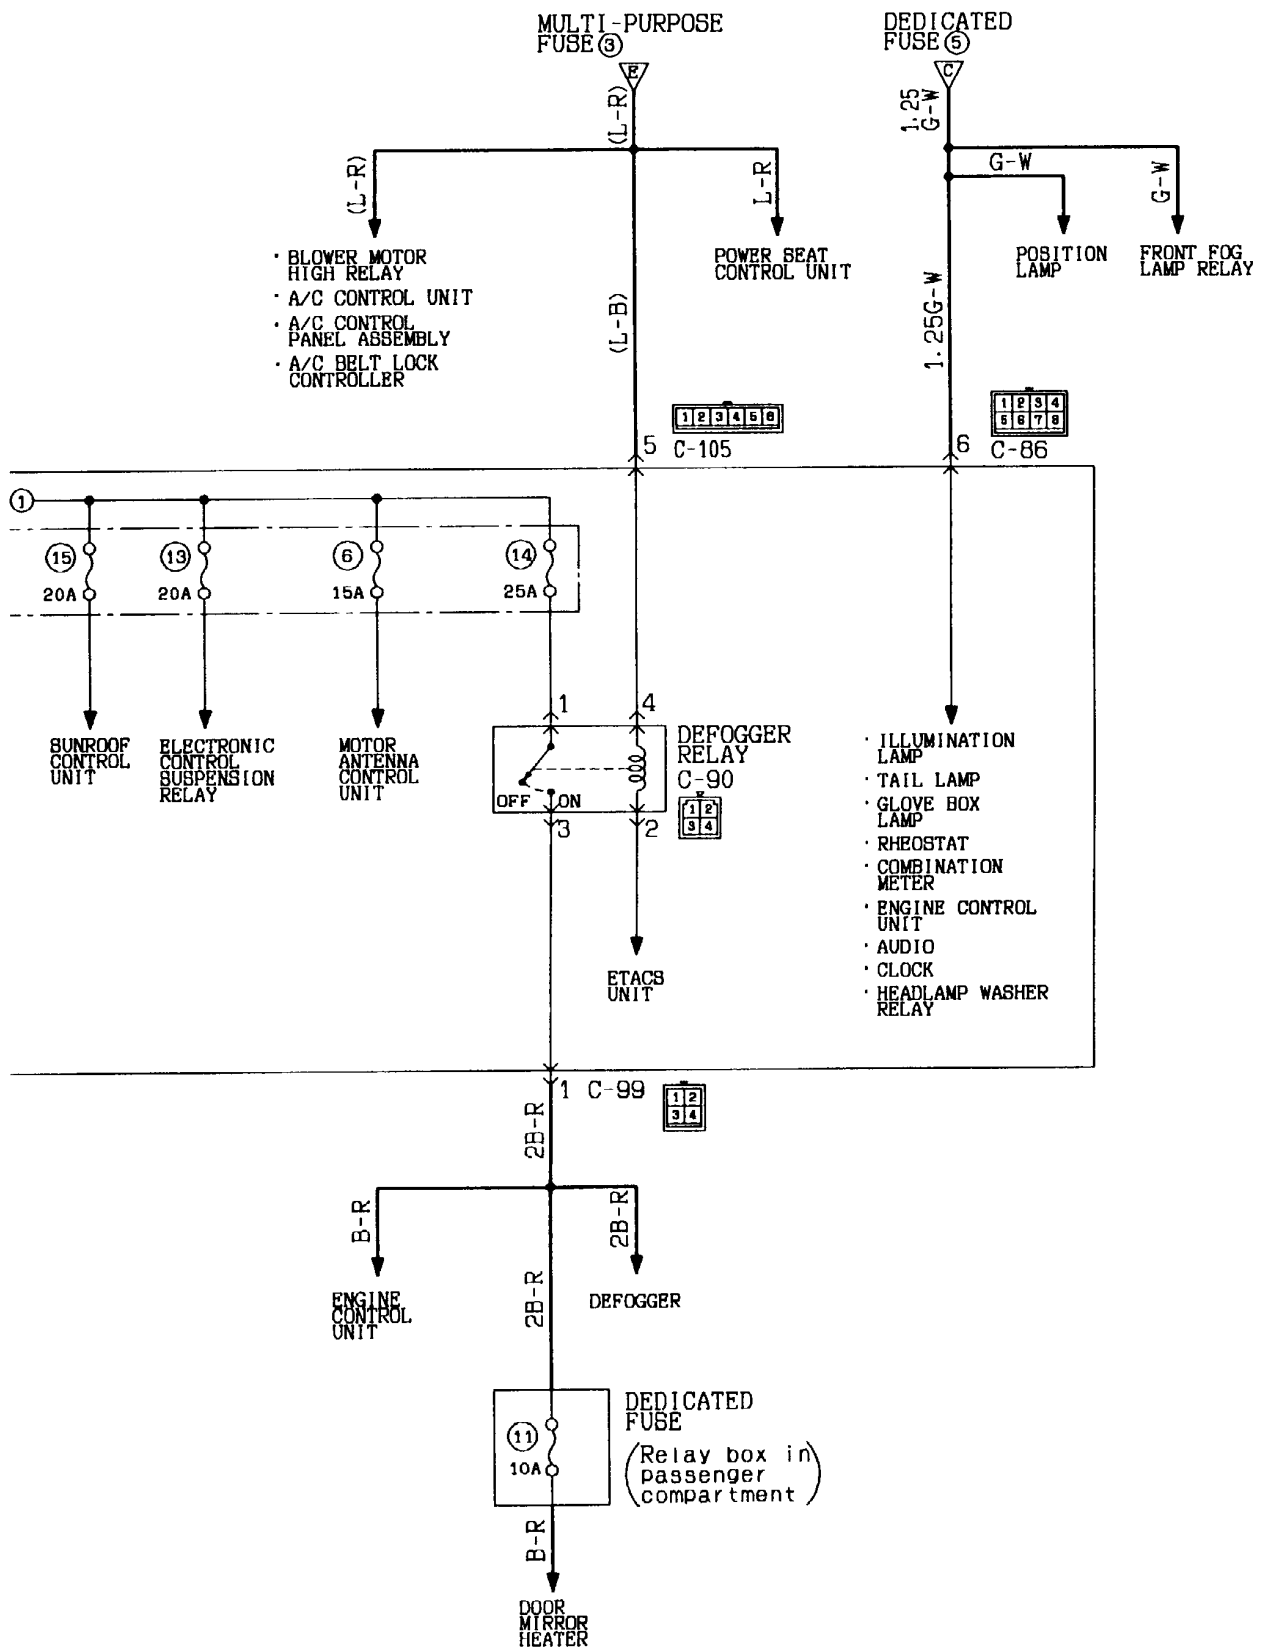 MULTI-PURPOSE
FUSE ③
E
DEDICATED
FUSE ⑤
C
(L-R)
1.25
G-W
(L-R)
L-R
G-W
G-W
· BLOWER MOTOR
HIGH RELAY
· A/C CONTROL UNIT
· A/C CONTROL
PANEL ASSEMBLY
· A/C BELT LOCK
CONTROLLER
POWER SEAT
CONTROL UNIT
POSITION
LAMP
FRONT FOG
LAMP RELAY
(L-B)
1.25G-W
1 2 3 4 5 6
5 C-105
1 2 3 4
5 6 7 8
6 C-86
①
⑮
20A
⑬
20A
⑥
15A
⑭
25A
SUNROOF
CONTROL
UNIT
ELECTRONIC
CONTROL
SUSPENSION
RELAY
MOTOR
ANTENNA
CONTROL
UNIT
1
4
DEFOGGER
RELAY
C-90
OFF ON
1 2
3 4
3
2
ETACS
UNIT
· ILLUMINATION
LAMP
· TAIL LAMP
· GLOVE BOX
LAMP
· RHEOSTAT
· COMBINATION
METER
· ENGINE CONTROL
UNIT
· AUDIO
· CLOCK
· HEADLAMP WASHER
RELAY
1 C-99
1 2
3 4
2B-R
B-R
2B-R
2B-R
ENGINE
CONTROL
UNIT
DEFOGGER
⑪
10A
DEDICATED
FUSE
(Relay box in
passenger
compartment)
B-R
DOOR
MIRROR
HEATER